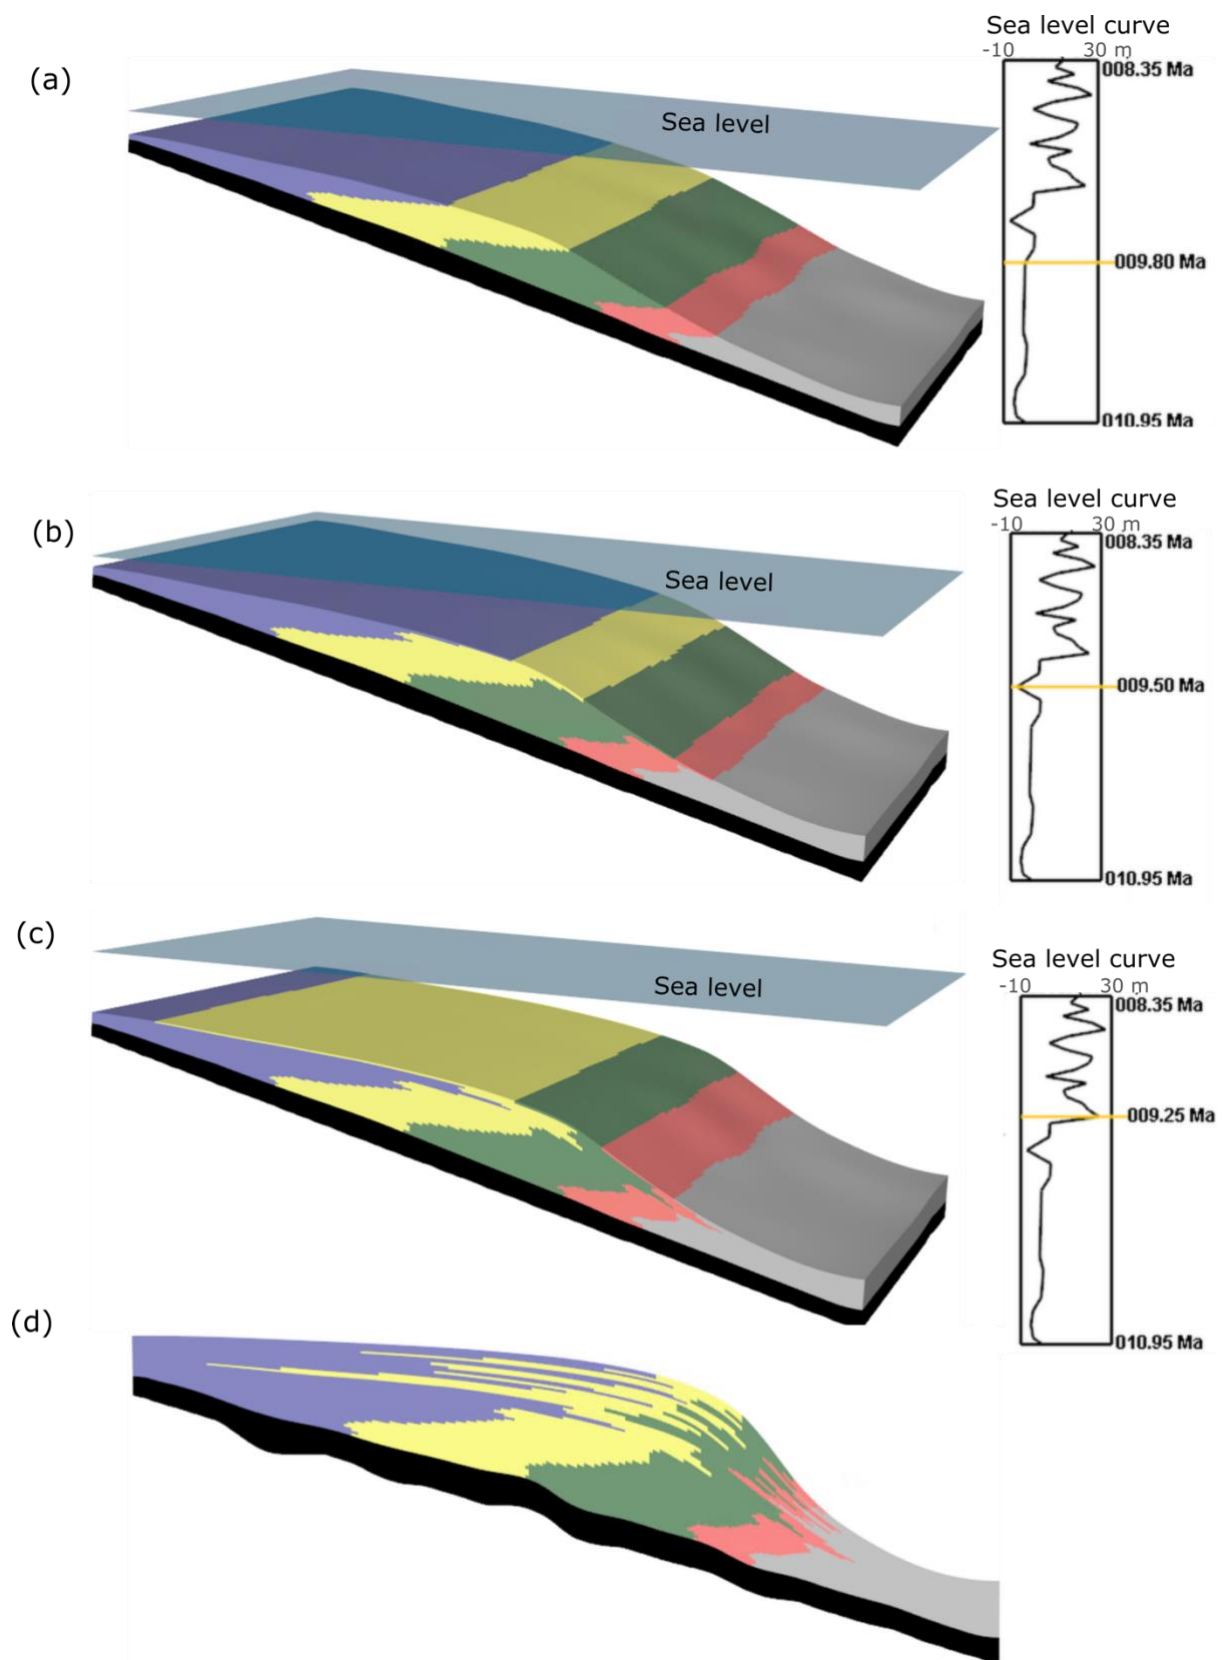 Sea level curve
-10 30 m
(a)
008.35 Ma
Sea level
009.80 Ma
010.95 Ma
Sea level curve
-10 30 m
(b)
008.35 Ma
Sea level
009.50 Ma
010.95 Ma
(c)
Sea level curve
-10 30 m
Sea level
008.35 Ma
009.25 Ma
(d)
010.95 Ma